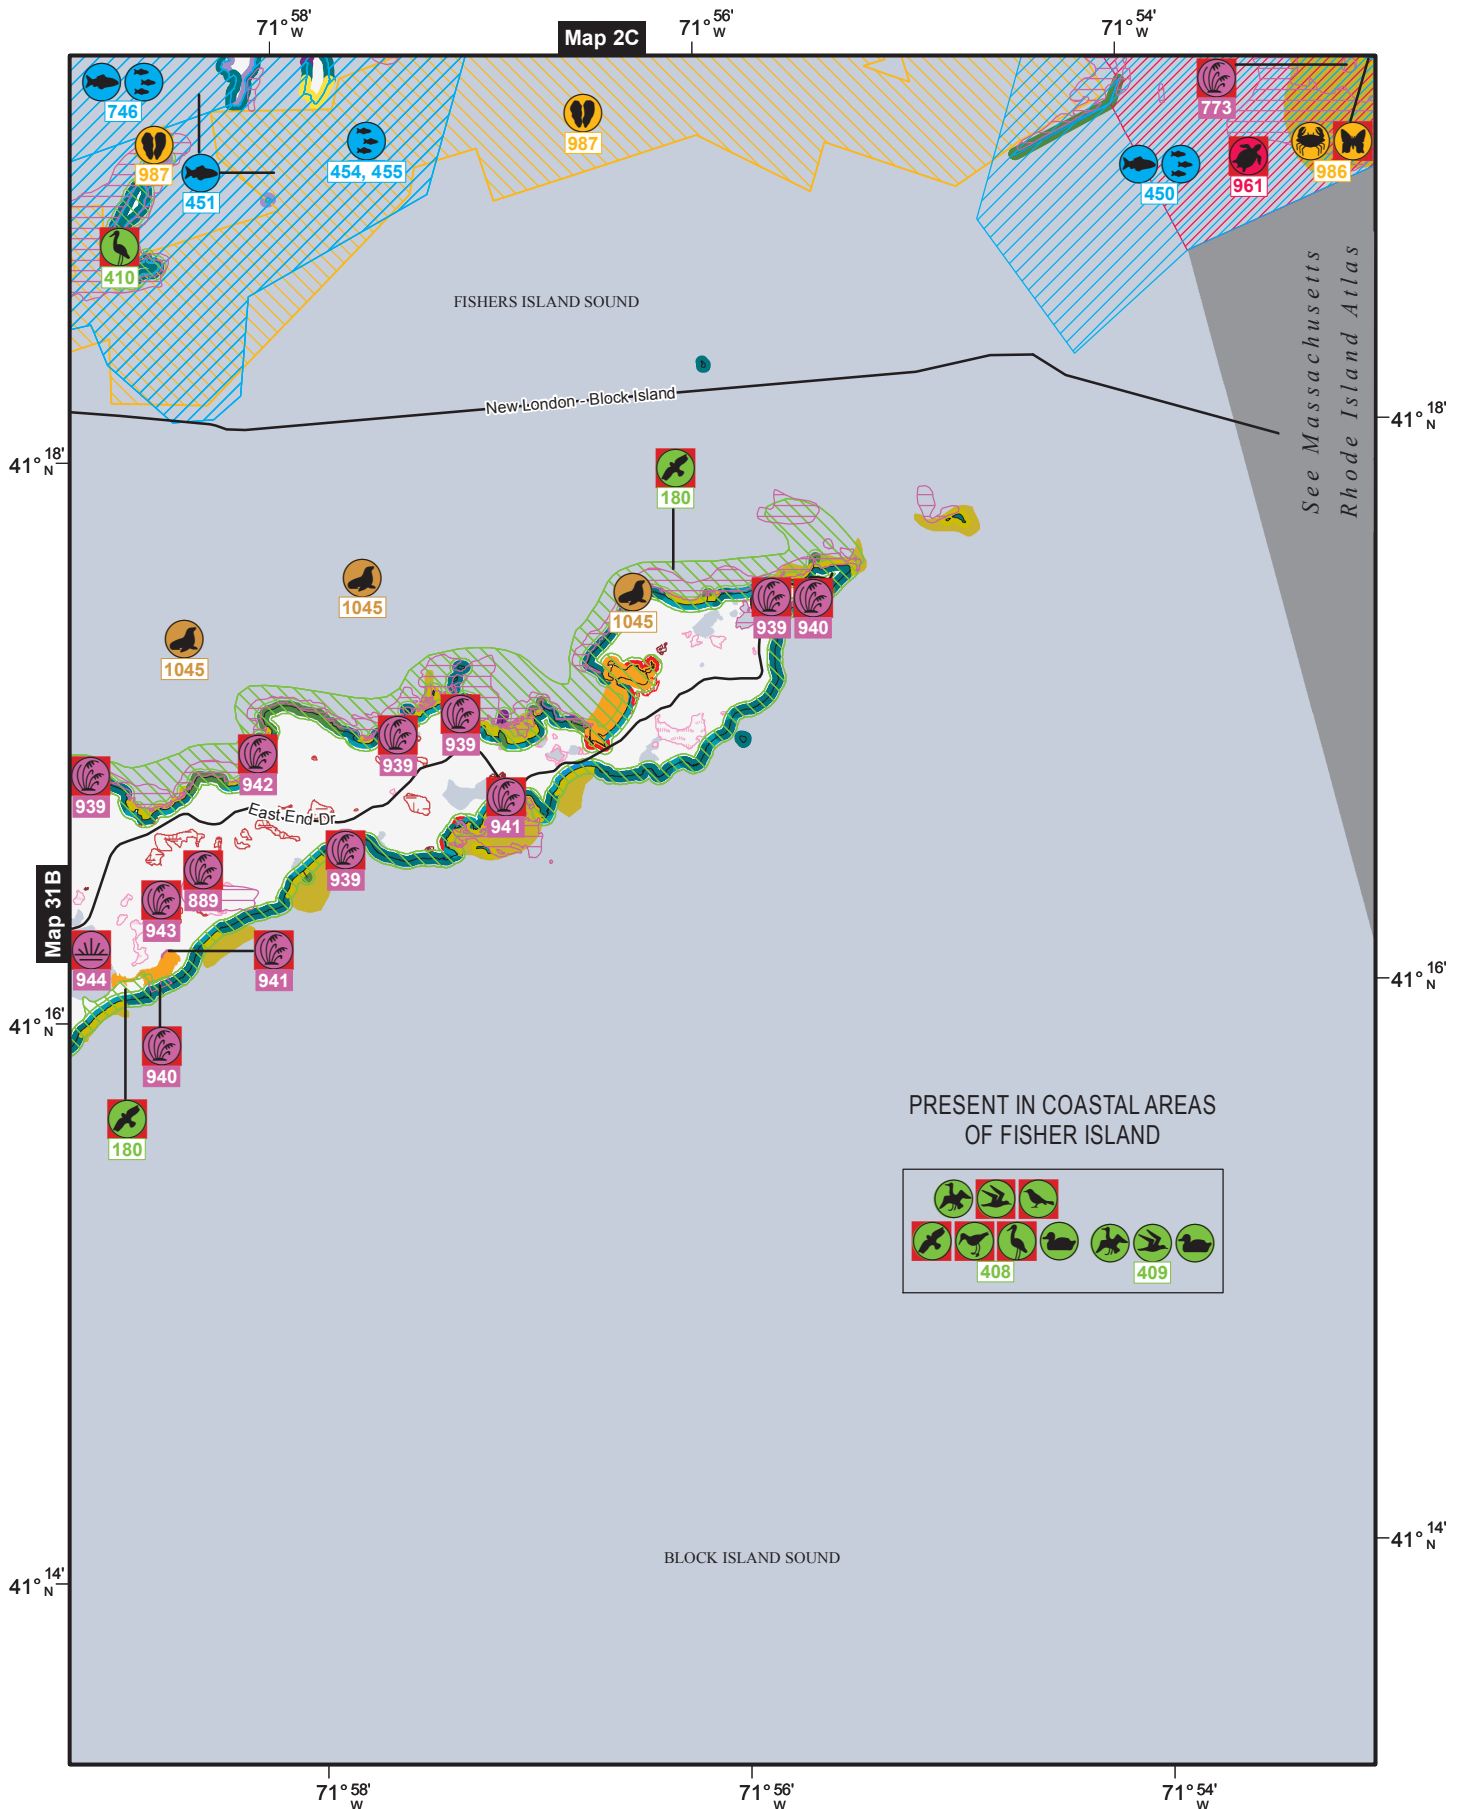 71° 58' W
71° 56' W
71° 54' W
Map 2C
746
987
451
454, 455
987
773
450
961
986
410
FISHERS ISLAND SOUND
See Massachusetts
Rhode Island Atlas
New London - Block Island
41° 18' N
41° 18' N
180
1045
1045
1045
939
940
939
942
939
939
941
East End Dr
939
889
943
944
941
Map 31B
41° 16' N
41° 16' N
940
180
PRESENT IN COASTAL AREAS
OF FISHER ISLAND
408
409
BLOCK ISLAND SOUND
41° 14' N
41° 14' N
71° 58' W
71° 56' W
71° 54' W